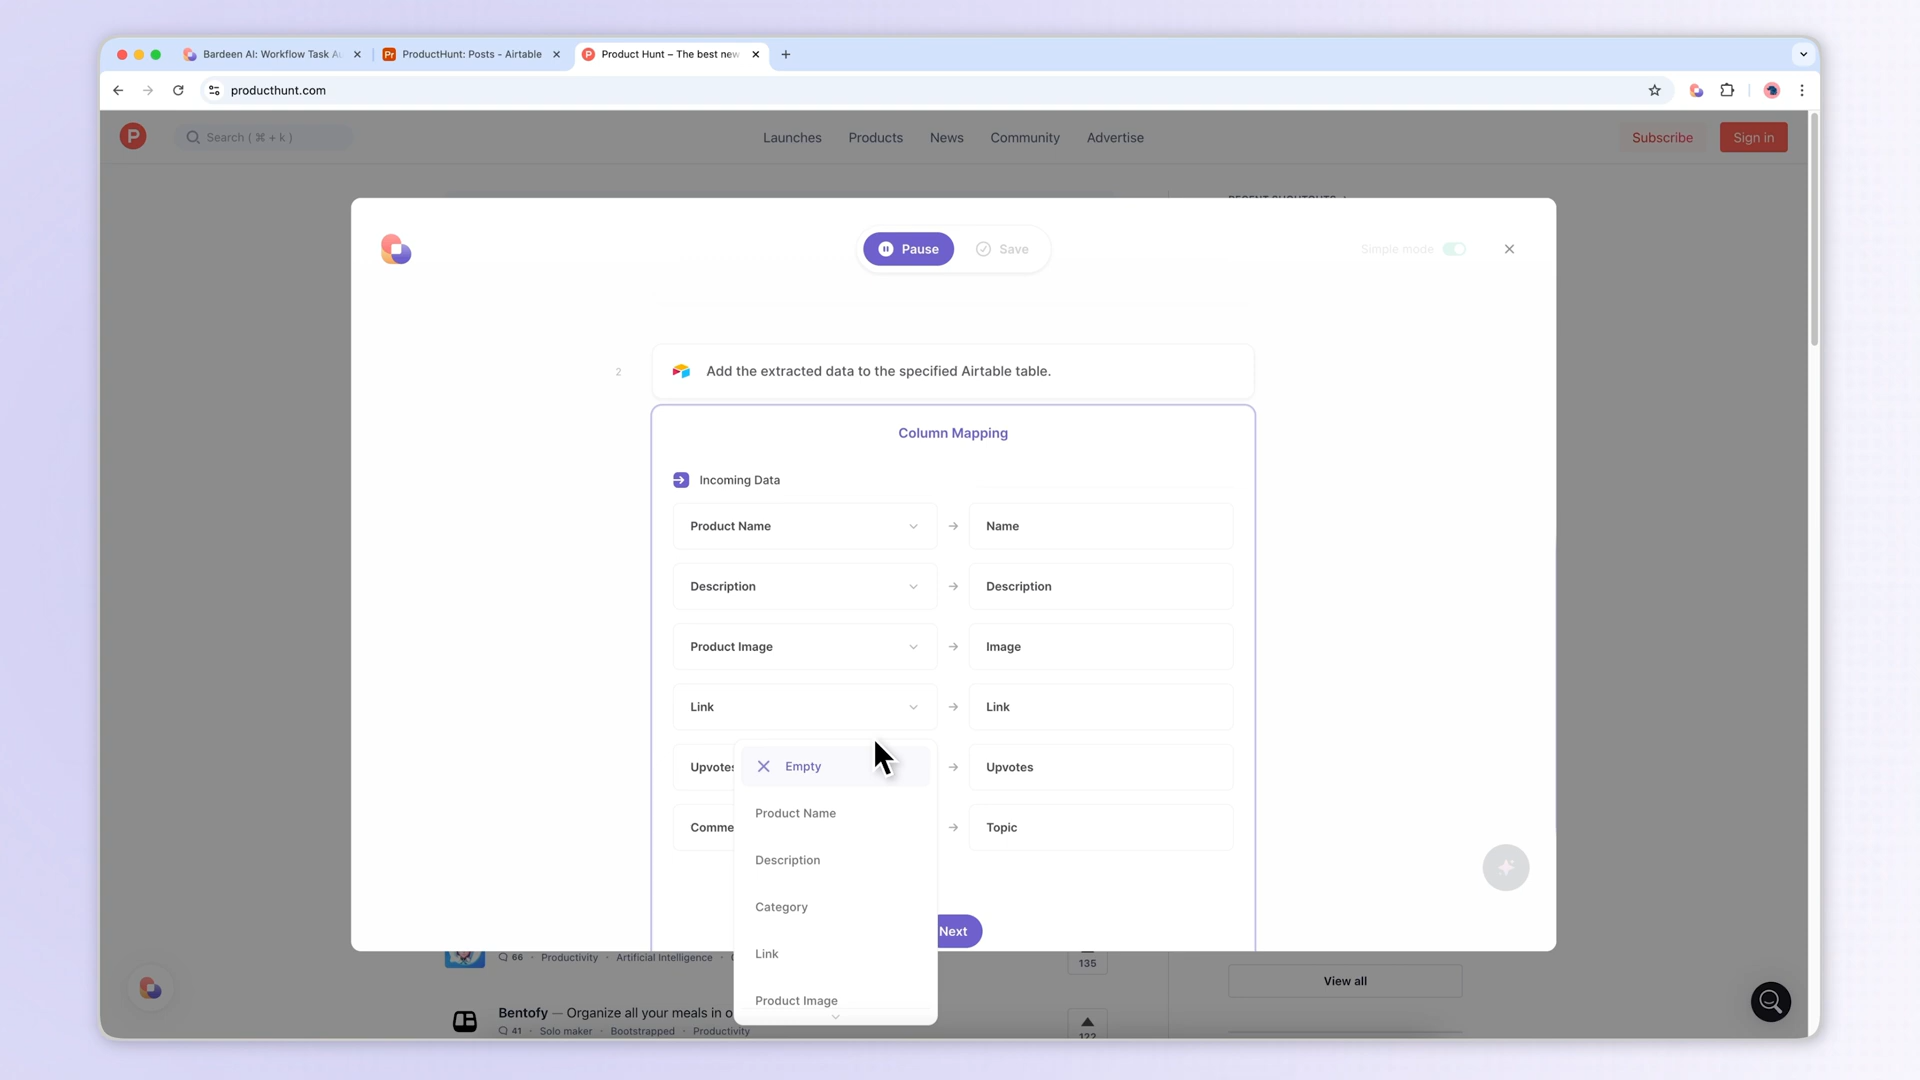 Bardeen AI: Workflow Task Au
ProductHunt: Posts - Airtable
Product Hunt – The best new
producthunt.com
P
Search ( ⌘ + k )
Launches
Products
News
Community
Advertise
Subscribe
Sign in
Pause
Save
Simple mode
2
Add the extracted data to the specified Airtable table.
Column Mapping
Incoming Data
Product Name
Name
Description
Description
Product Image
Image
Link
Link
Upvotes
Upvotes
Comme
Topic
Empty
Product Name
Description
Category
Link
Product Image
Next
66 · Productivity · Artificial Intelligence ·
135
View all
Bentofy — Organize all your meals in o
41 · Solo maker · Bootstrapped · Productivity
122